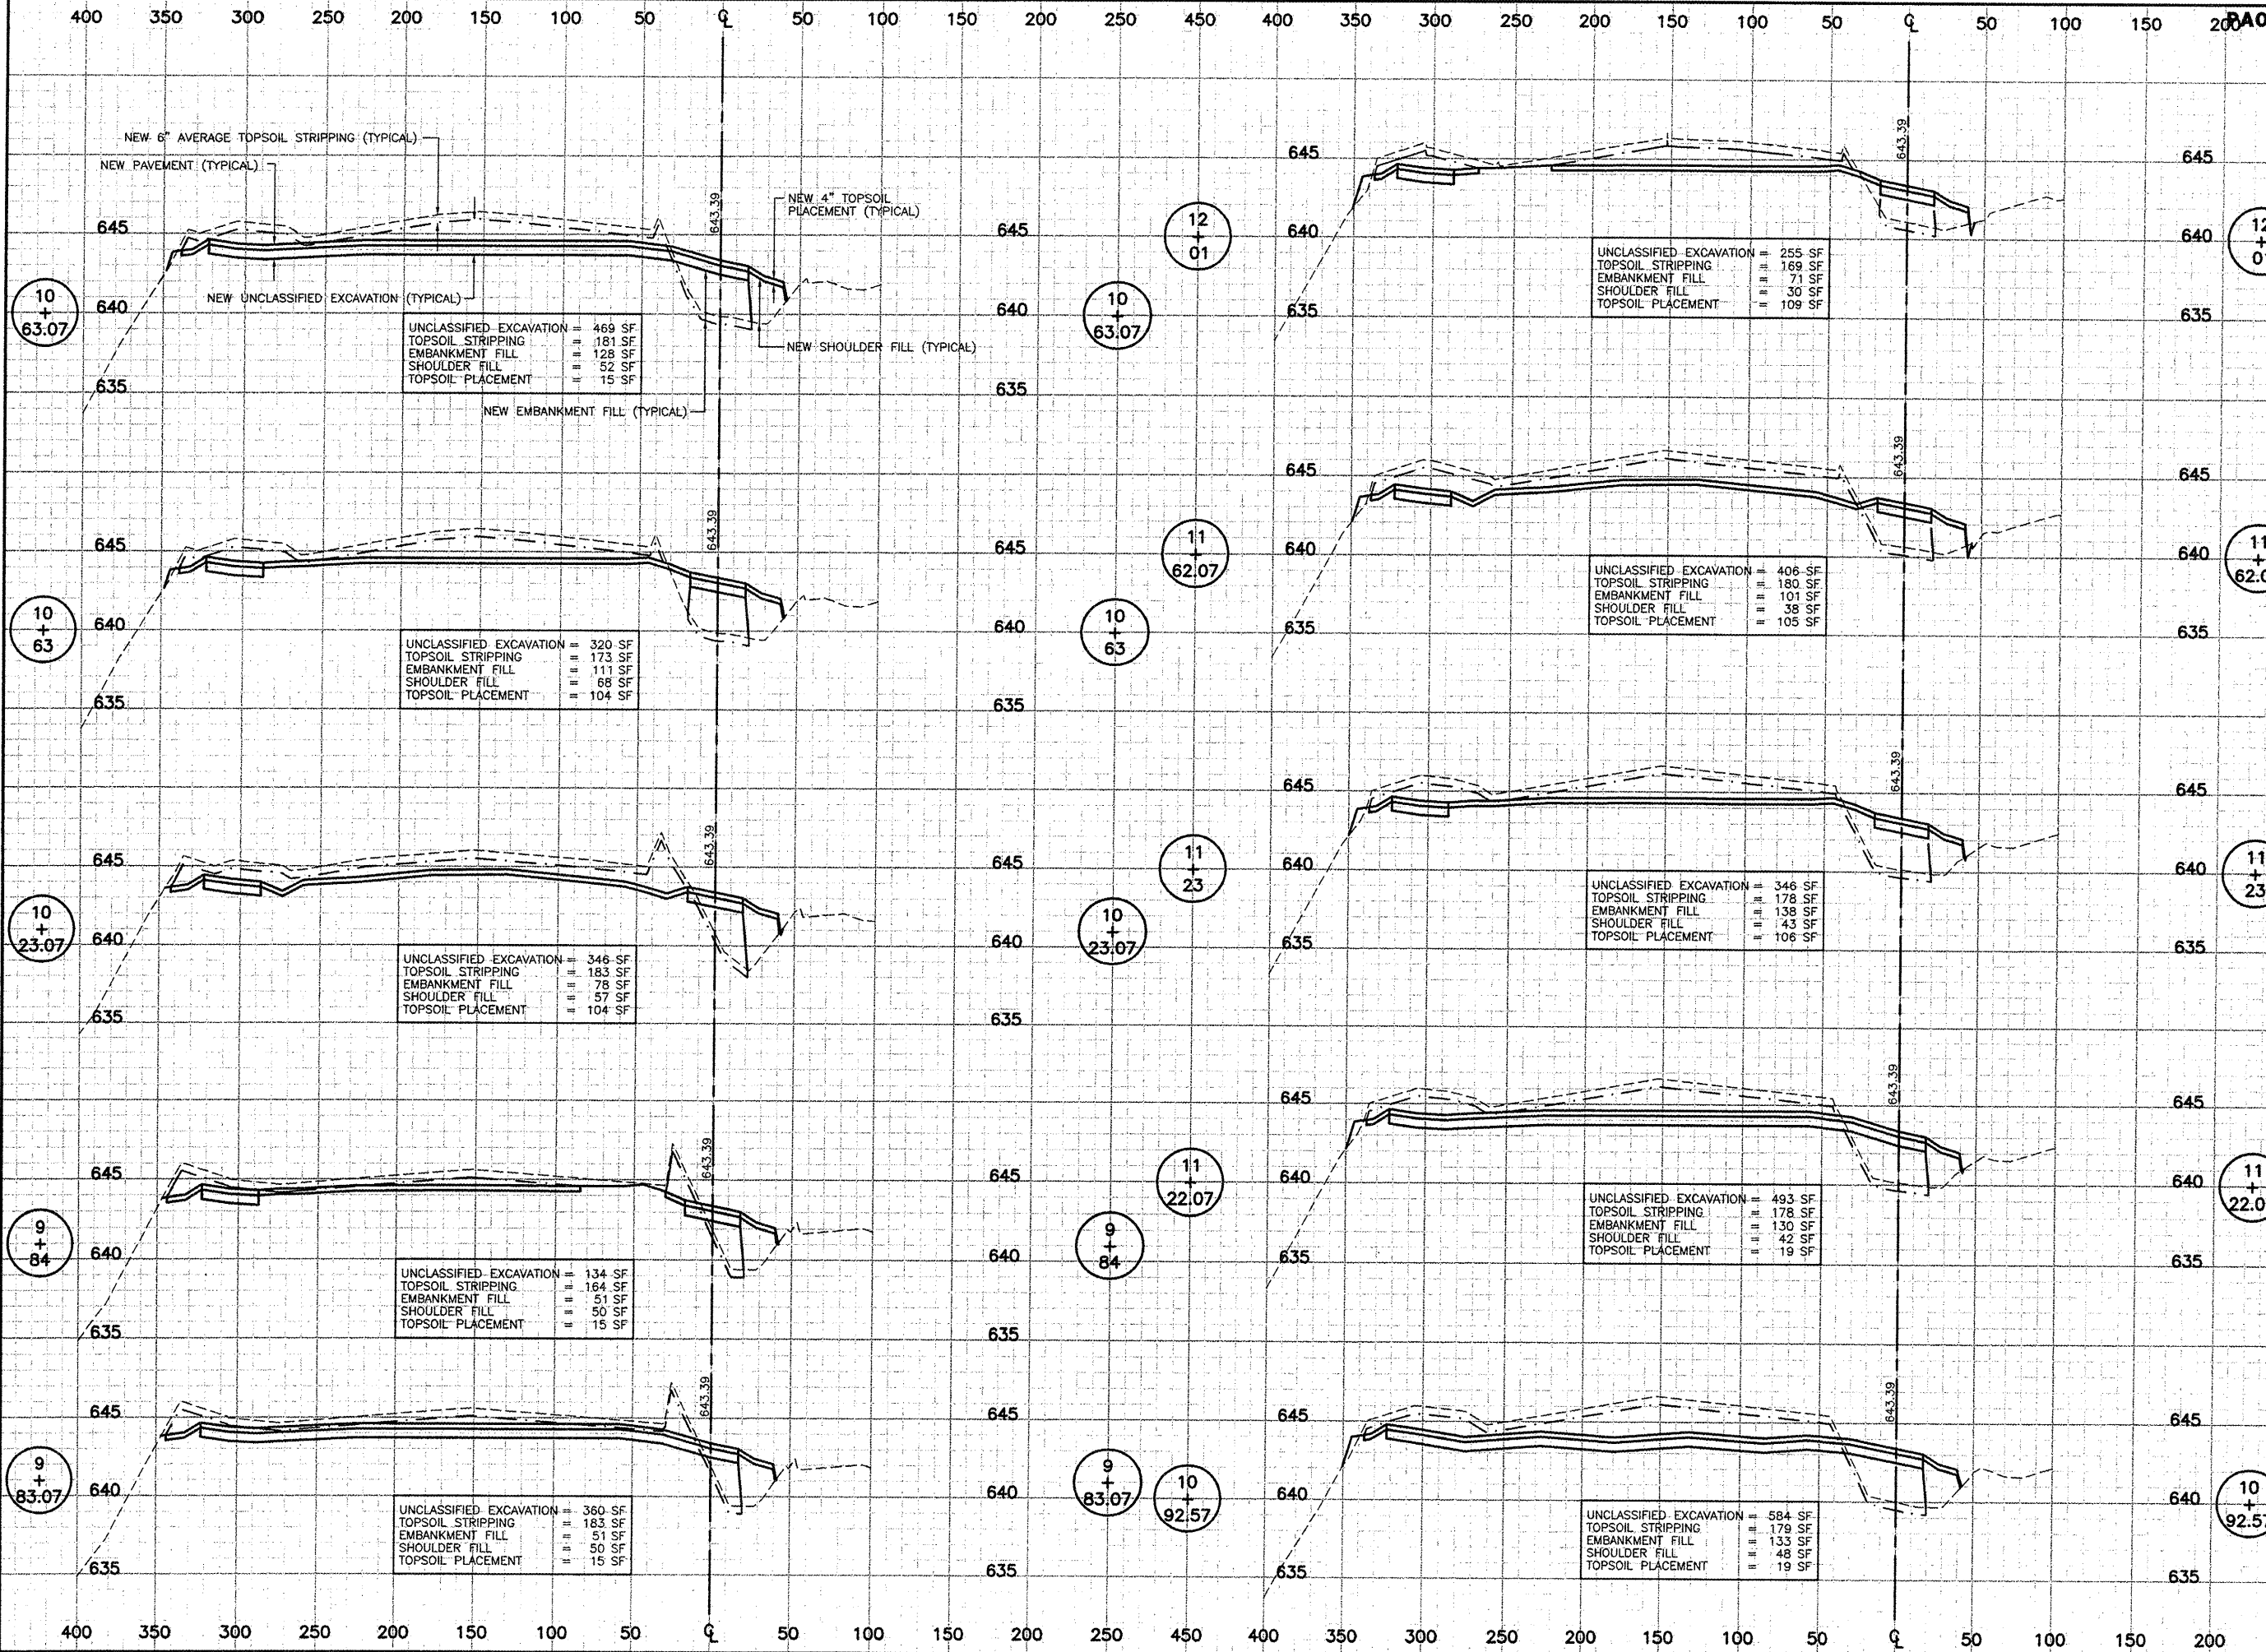 400 350 300 250 200 150 100 50 ℄ 50 100 150 200 250 450 400 350 300 250 200 150 100 50 ℄ 50 100 150 200
NEW 6" AVERAGE TOPSOIL STRIPPING (TYPICAL)
NEW PAVEMENT (TYPICAL)
NEW 4" TOPSOIL
PLACEMENT (TYPICAL)
NEW UNCLASSIFIED EXCAVATION (TYPICAL)
NEW SHOULDER FILL (TYPICAL)
NEW EMBANKMENT FILL (TYPICAL)
643.39
645 645
640 640
635 635
10
+
63.07
10
+
63.07
UNCLASSIFIED EXCAVATION = 469 SF
TOPSOIL STRIPPING = 181 SF
EMBANKMENT FILL = 128 SF
SHOULDER FILL = 52 SF
TOPSOIL PLACEMENT = 15 SF
643.39
645 645
640 640
635 635
10
+
63
10
+
63
UNCLASSIFIED EXCAVATION = 320 SF
TOPSOIL STRIPPING = 173 SF
EMBANKMENT FILL = 111 SF
SHOULDER FILL = 68 SF
TOPSOIL PLACEMENT = 104 SF
643.39
645 645
640 640
635 635
10
+
23.07
10
+
23.07
UNCLASSIFIED EXCAVATION = 346 SF
TOPSOIL STRIPPING = 183 SF
EMBANKMENT FILL = 78 SF
SHOULDER FILL = 57 SF
TOPSOIL PLACEMENT = 104 SF
643.39
645 645
640 640
635 635
9
+
84
9
+
84
UNCLASSIFIED EXCAVATION = 134 SF
TOPSOIL STRIPPING = 164 SF
EMBANKMENT FILL = 51 SF
SHOULDER FILL = 50 SF
TOPSOIL PLACEMENT = 15 SF
643.39
645 645
640 640
635 635
9
+
83.07
9
+
83.07
UNCLASSIFIED EXCAVATION = 360 SF
TOPSOIL STRIPPING = 183 SF
EMBANKMENT FILL = 51 SF
SHOULDER FILL = 50 SF
TOPSOIL PLACEMENT = 15 SF
643.39
645 645
640 640
635 635
12
+
01
12
+
01
UNCLASSIFIED EXCAVATION = 255 SF
TOPSOIL STRIPPING = 169 SF
EMBANKMENT FILL = 71 SF
SHOULDER FILL = 30 SF
TOPSOIL PLACEMENT = 109 SF
643.39
645 645
640 640
635 635
11
+
62.07
11
+
62.0
UNCLASSIFIED EXCAVATION = 406 SF
TOPSOIL STRIPPING = 180 SF
EMBANKMENT FILL = 101 SF
SHOULDER FILL = 38 SF
TOPSOIL PLACEMENT = 105 SF
643.39
645 645
640 640
635 635
11
+
23
11
+
23
UNCLASSIFIED EXCAVATION = 346 SF
TOPSOIL STRIPPING = 178 SF
EMBANKMENT FILL = 138 SF
SHOULDER FILL = 43 SF
TOPSOIL PLACEMENT = 106 SF
643.39
645 645
640 640
635 635
11
+
22.07
11
+
22.0
UNCLASSIFIED EXCAVATION = 493 SF
TOPSOIL STRIPPING = 178 SF
EMBANKMENT FILL = 130 SF
SHOULDER FILL = 42 SF
TOPSOIL PLACEMENT = 19 SF
643.39
645 645
640 640
635 635
10
+
92.57
10
+
92.57
UNCLASSIFIED EXCAVATION = 584 SF
TOPSOIL STRIPPING = 179 SF
EMBANKMENT FILL = 133 SF
SHOULDER FILL = 48 SF
TOPSOIL PLACEMENT = 19 SF
400 350 300 250 200 150 100 50 ℄ 50 100 150 200 250 450 400 350 300 250 200 150 100 50 ℄ 50 100 150 200